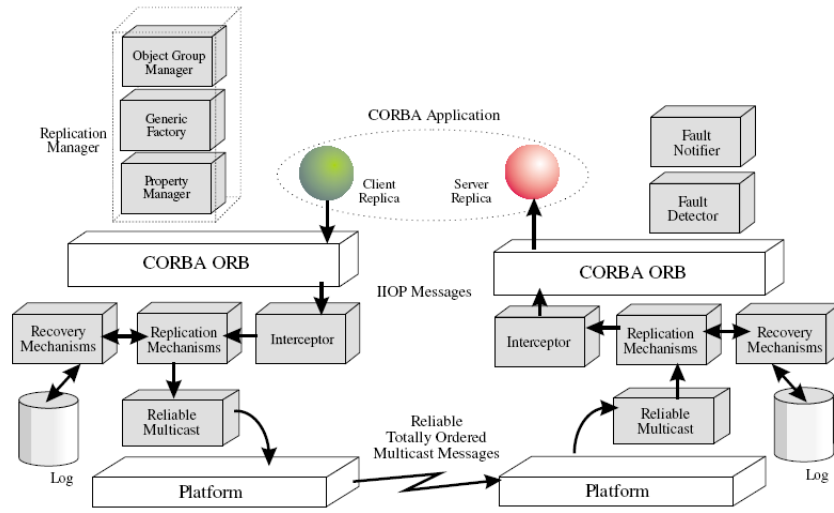 Object Group
Manager
Generic
Factory
Property
Manager
Replication
Manager
CORBA Application
Client
Replica
Server
Replica
Fault
Notifier
Fault
Detector
CORBA ORB
CORBA ORB
IIOP Messages
Recovery
Mechanisms
Replication
Mechanisms
Interceptor
Interceptor
Replication
Mechanisms
Recovery
Mechanisms
Reliable
Multicast
Reliable
Totally Ordered
Multicast Messages
Reliable
Multicast
Log
Log
Platform
Platform